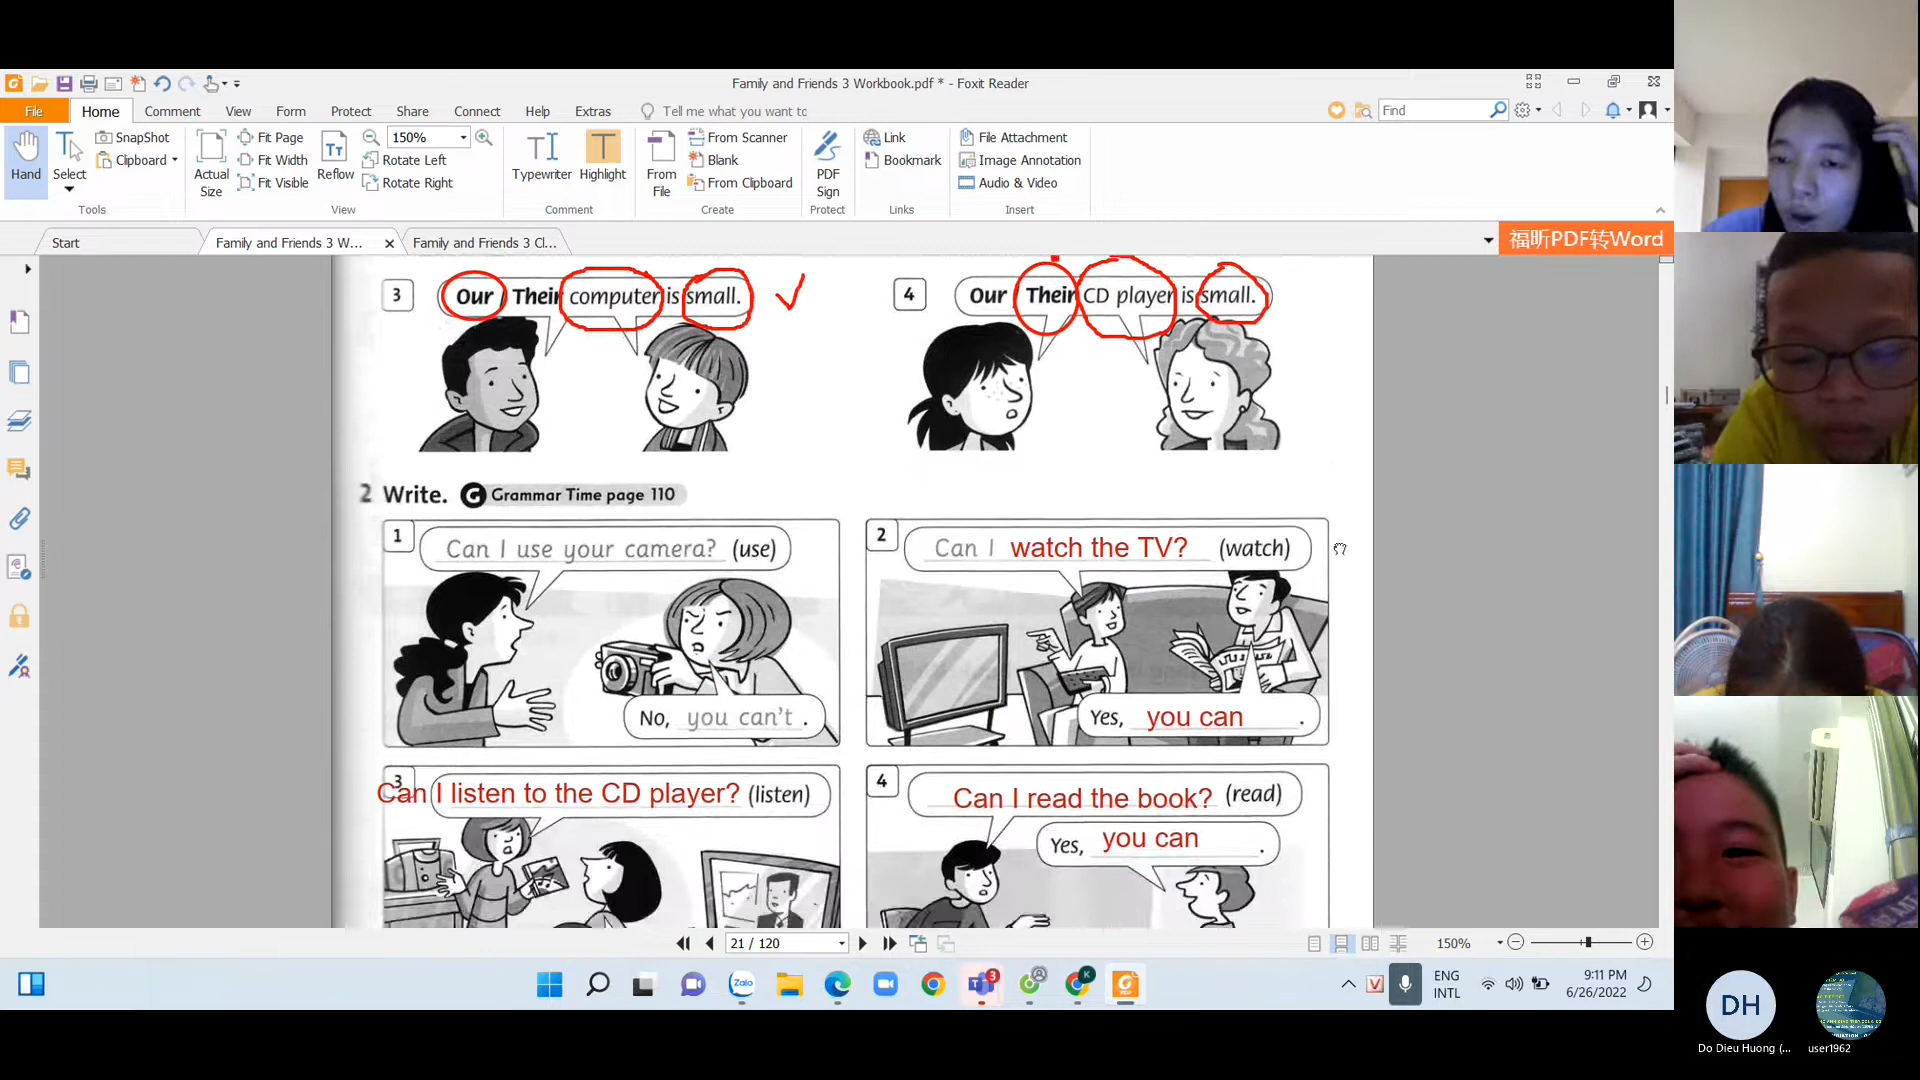 Family and Friends 3 Workbook.pdf * - Foxit Reader
File Home Comment View Form Protect Share Connect Help Extras Tell me what you want to Find
Hand
Select
SnapShot
Clipboard
Tools
Actual Size
Fit Page
Fit Width
Fit Visible
Reflow
150%
Rotate Left
Rotate Right
View
Typewriter
Highlight
Comment
From File
From Scanner
Blank
From Clipboard
Create
PDF Sign
Protect
Link
Bookmark
Links
File Attachment
Image Annotation
Audio & Video
Insert
Start
Family and Friends 3 W...
Family and Friends 3 Cl...
福昕PDF转Word
3 Our / Their computer is small.
4 Our / Their CD player is small.
2 Write. G Grammar Time page 110
1 Can I use your camera? (use)
No, you can't .
2 Can I watch the TV? (watch)
Yes, you can .
3 Can I listen to the CD player? (listen)
4 Can I read the book? (read)
Yes, you can .
21 / 120
150%
Zalo
3
K
V
ENG
INTL
9:11 PM
6/26/2022
DH
Do Dieu Huong (...
user1962